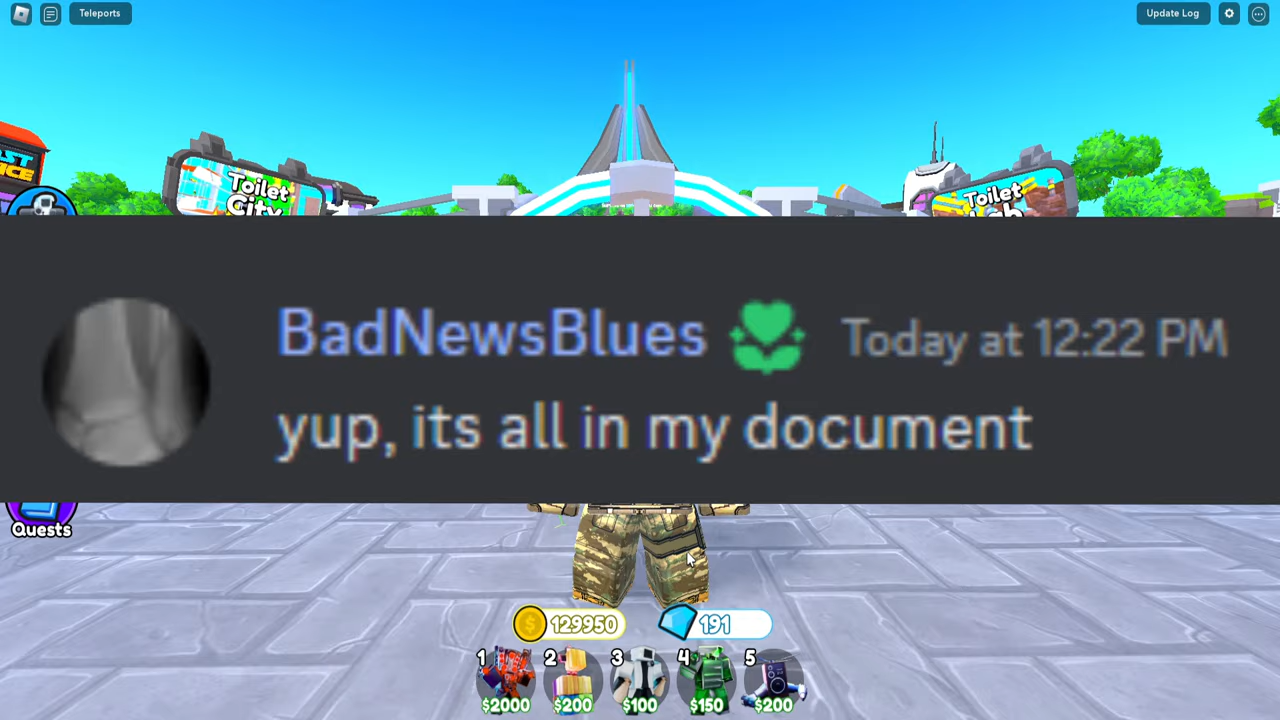 Teleports
Update Log
Toilet
City
Toilet
BadNewsBlues Today at 12:22 PM
yup, its all in my document
Quests
129950 191
1 2 3 4 5
$2000 $200 $100 $150 $200